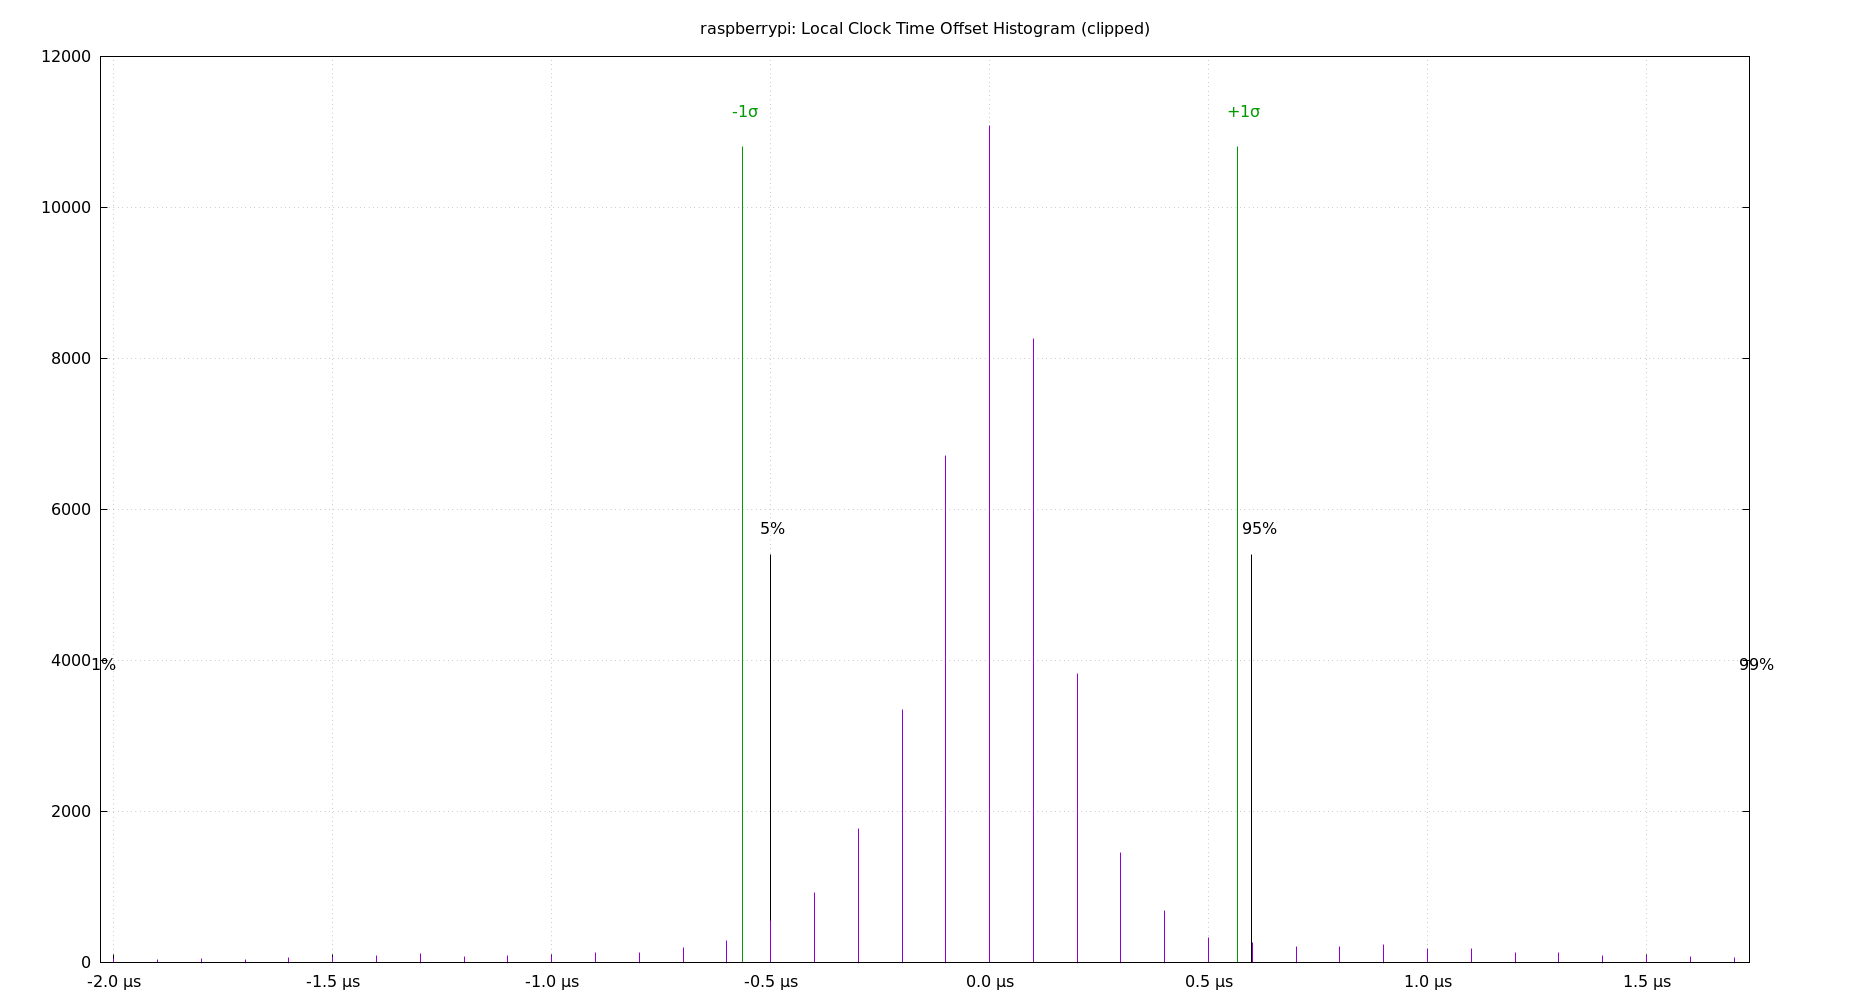 raspberrypi: Local Clock Time Offset Histogram (clipped)
12000
-1σ
+1σ
10000
8000
6000
5%
95%
4000
1%
99%
2000
0
-2.0 µs
-1.5 µs
-1.0 µs
-0.5 µs
0.0 µs
0.5 µs
1.0 µs
1.5 µs